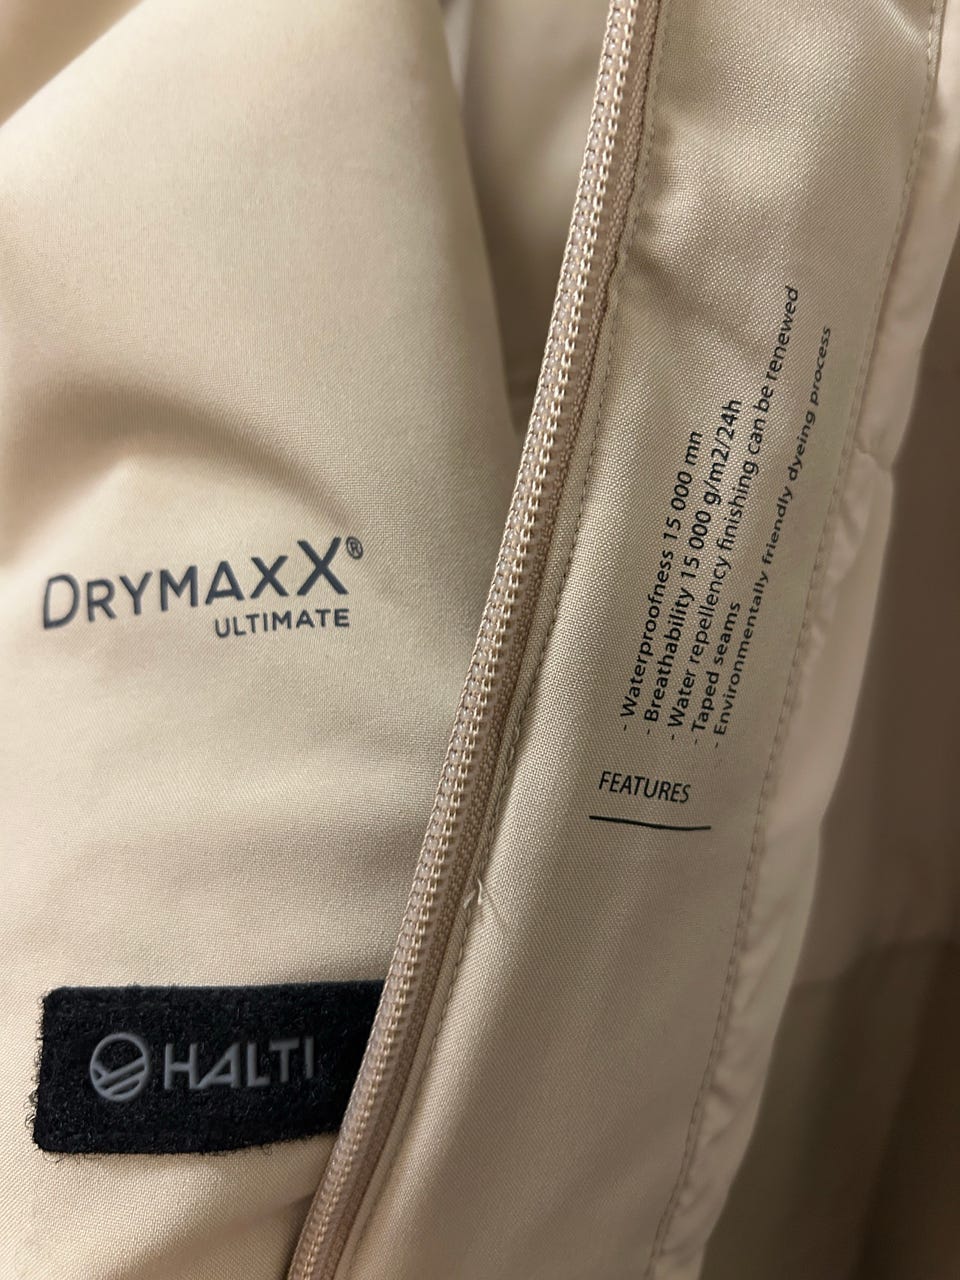 DRYMAXX®
ULTIMATE
HALTI
- Waterproofness 15 000 mn
- Breathability 15 000 g/m2/24h
- Water repellency finishing can be renewed
- Taped seams
- Environmentally friendly dyeing process
FEATURES